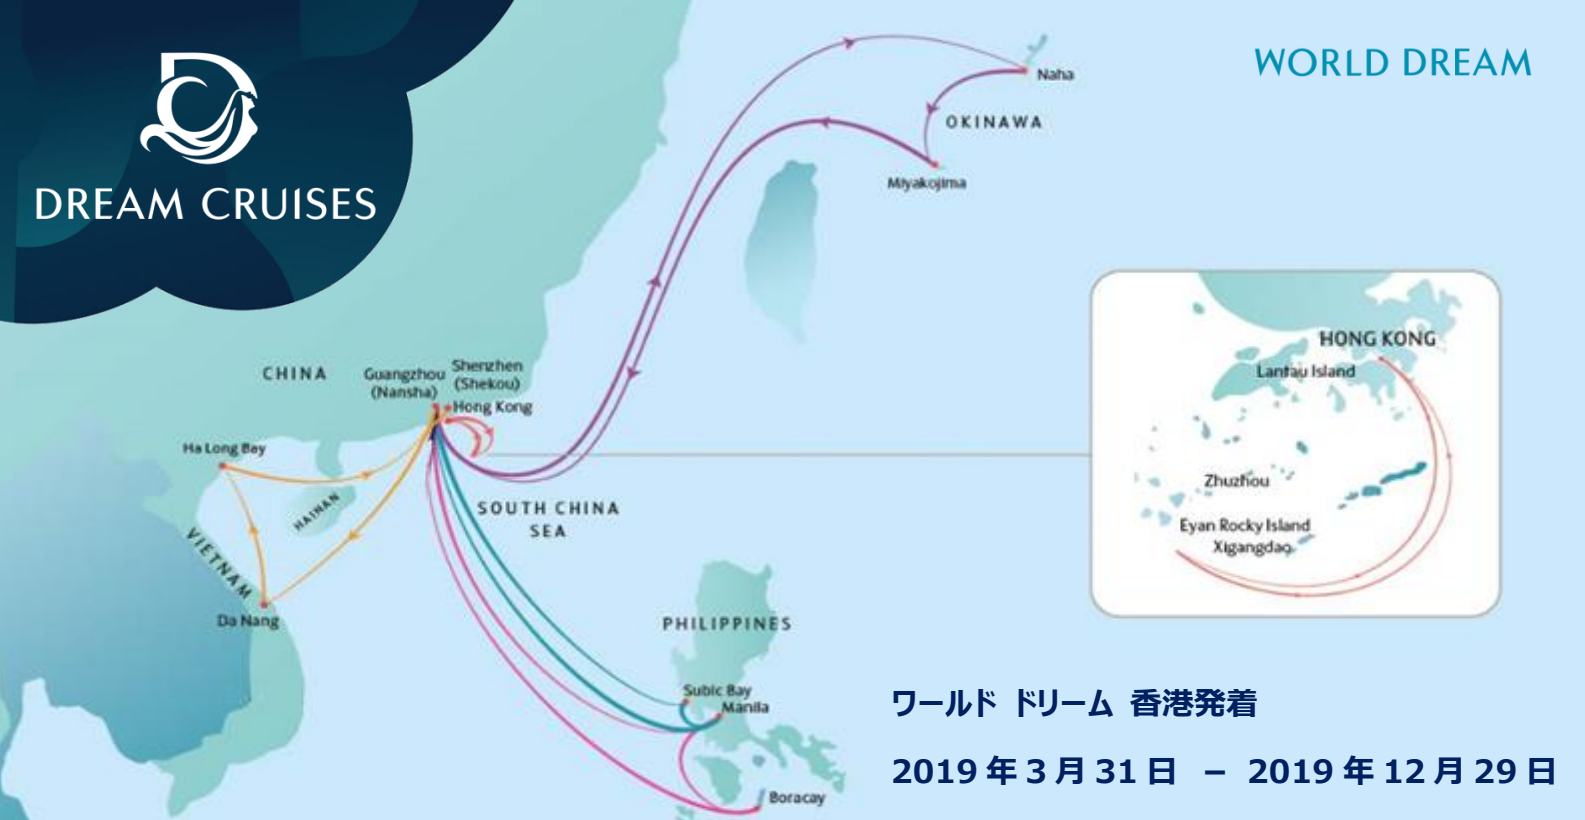 DREAM CRUISES
WORLD DREAM
Naha
OKINAWA
Miyakojima
CHINA
Guangzhou
(Nansha)
Shenzhen
(Shekou)
Hong Kong
Ha Long Bay
HAINAN
VIETNAM
Da Nang
SOUTH CHINA
SEA
PHILIPPINES
Subic Bay
Manila
Boracay
HONG KONG
Lantau Island
Zhuzhou
Eyan Rocky Island
Xigangdao
ワールド ドリーム 香港発着
2019年3月31日 – 2019年12月29日